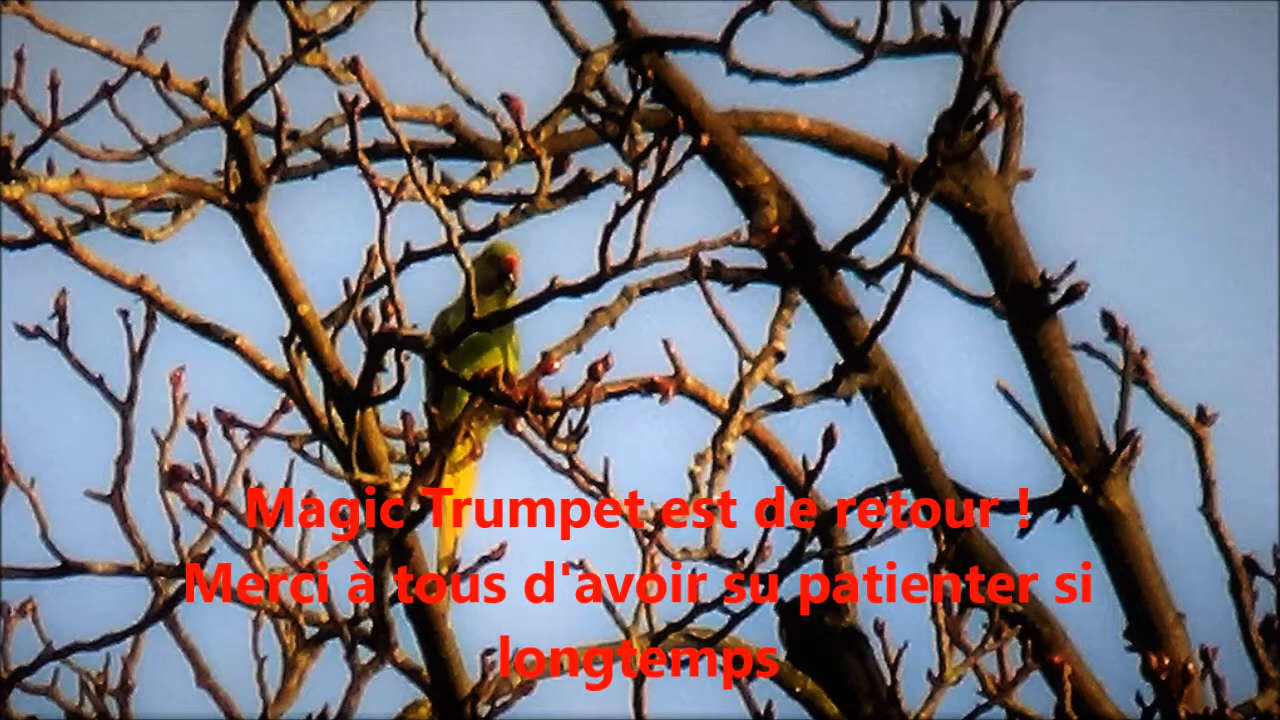 Magic Trumpet est de retour !
Merci à tous d'avoir su patienter si
longtemps